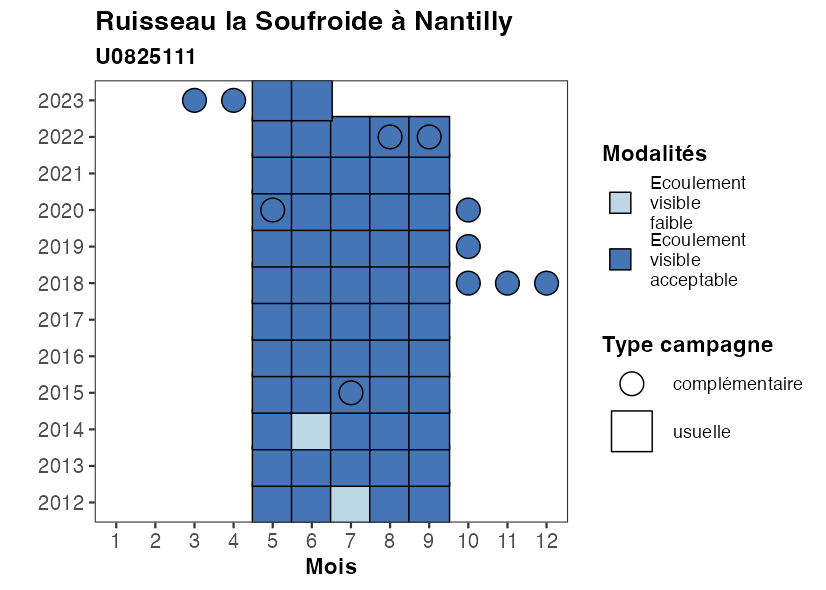 Ruisseau la Soufroide à Nantilly
U0825111
2023
2022
2021
2020
2019
2018
2017
2016
2015
2014
2013
2012
1 2 3 4 5 6 7 8 9 10 11 12
Mois
Modalités
Ecoulement
visible
faible
Ecoulement
visible
acceptable
Type campagne
complémentaire
usuelle